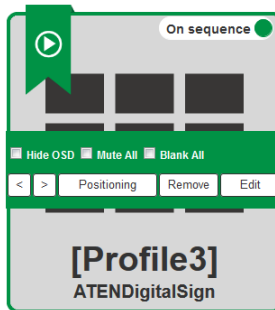 On sequence
Hide OSD Mute All Blank All
< > Positioning Remove Edit
[Profile3]
ATENDigitalSign